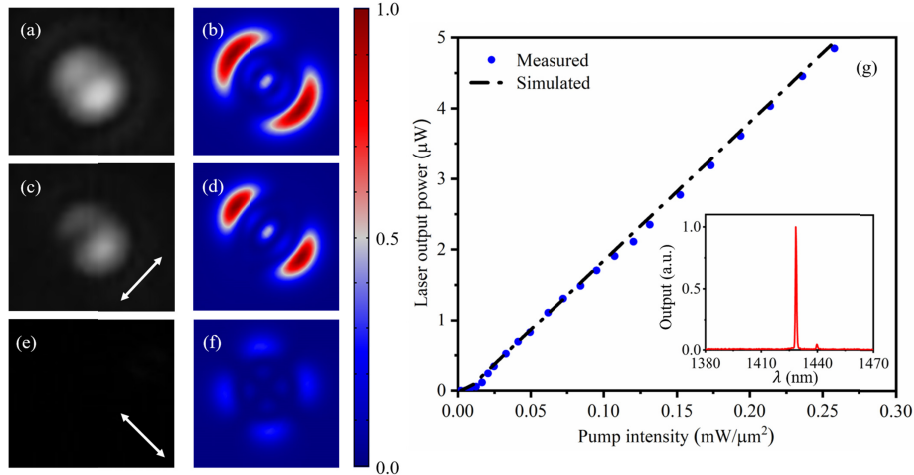 (a)
(b)
(c)
(d)
(e)
(f)
1.0
0.5
0.0
(g)
Measured
Simulated
Laser output power (μW)
5
4
3
2
1
0
0.00 0.05 0.10 0.15 0.20 0.25 0.30
Pump intensity (mW/μm²)
Output (a.u.)
1.0
0.5
0.0
1380 1410 1440 1470
λ (nm)